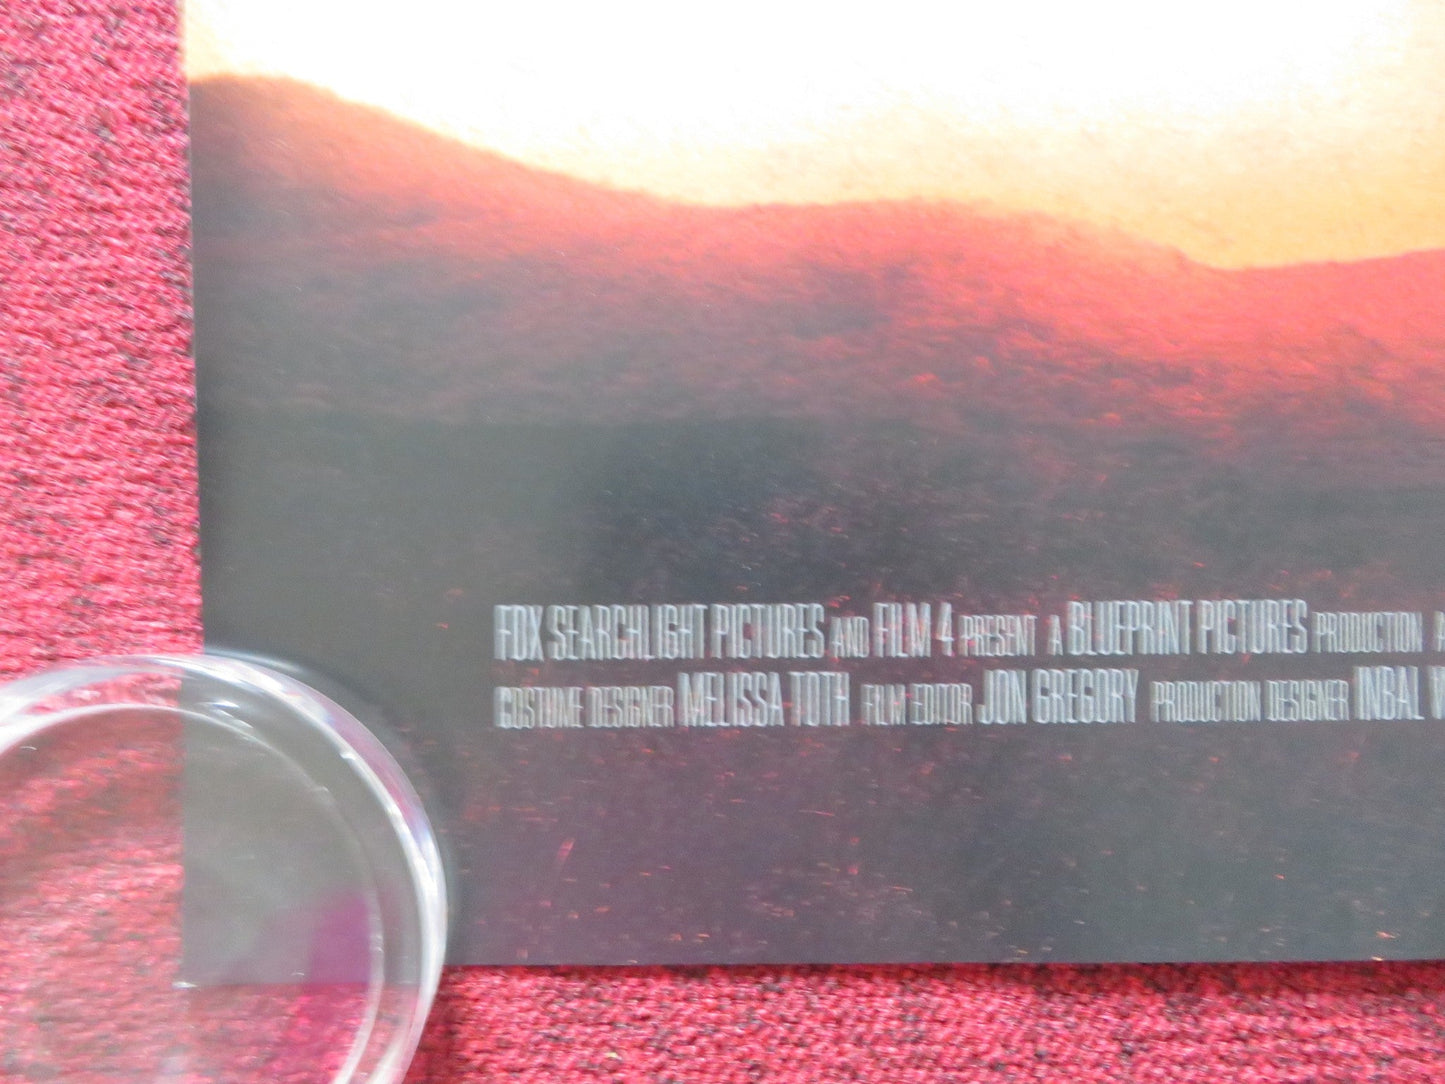 FOX SEARCHLIGHT PICTURES AND FILM 4 PRESENT A BLUEPRINT PICTURES PRODUCTION A
COSTUME DESIGNER MELISSA TOTH FILM EDITOR JON GREGORY PRODUCTION DESIGNER INBAL W